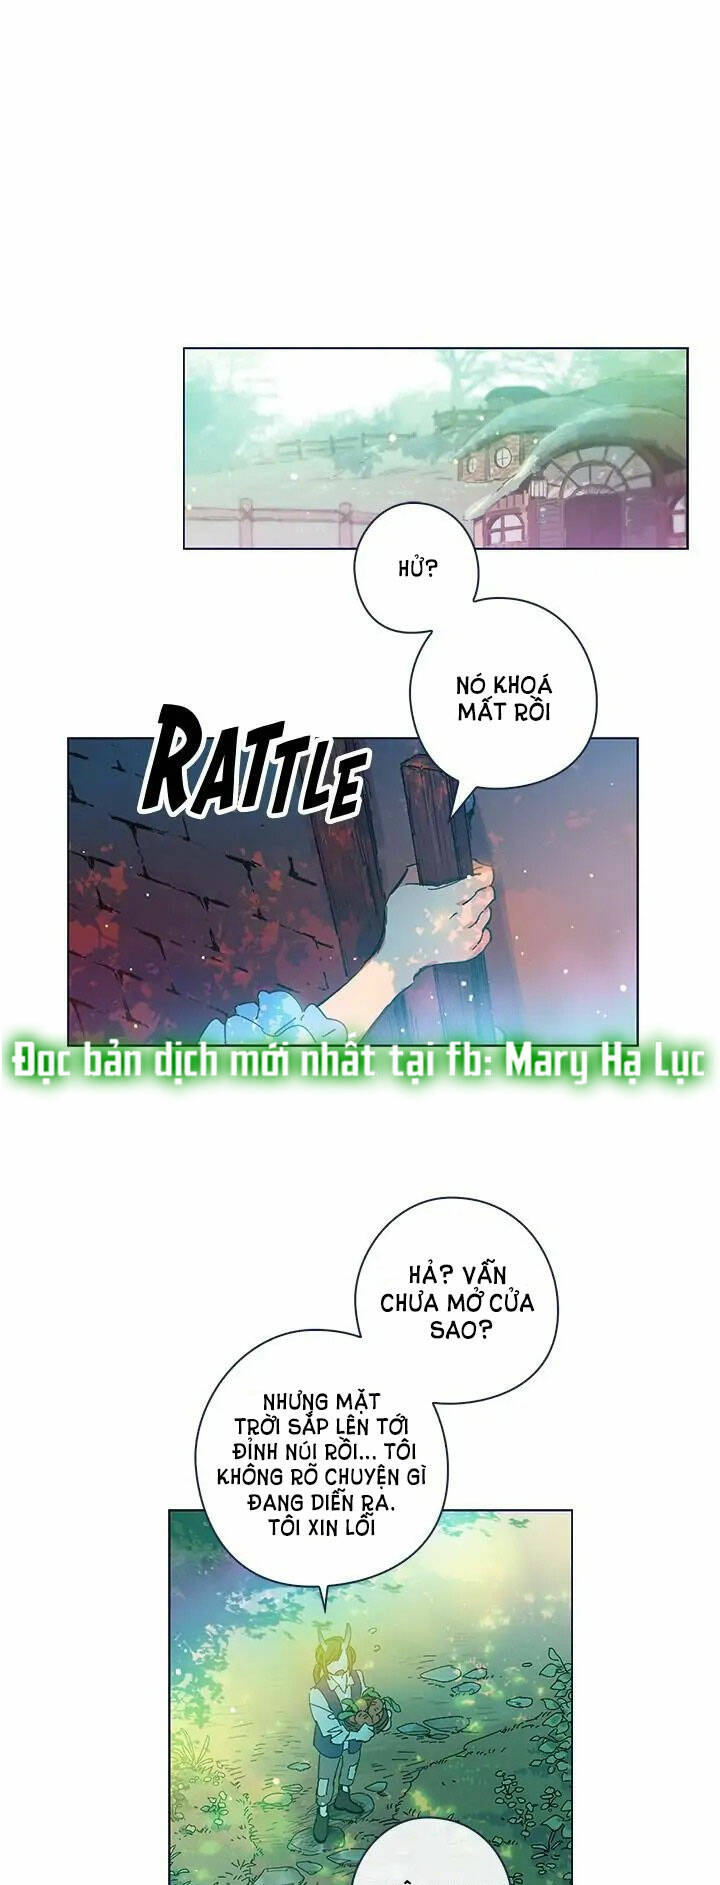 HỬ?
NÓ KHOÁ
MẤT RỒI
RATTLE
Đọc bản dịch mới nhất tại fb: Mary Hạ Lục
HẢ? VẪN
CHƯA MỞ CỬA
SAO?
NHƯNG MẶT
TRỜI SẮP LÊN TỚI
ĐỈNH NÚI RỒI... TÔI
KHÔNG RÕ CHUYỆN GÌ
ĐANG DIỄN RA.
TÔI XIN LỖI